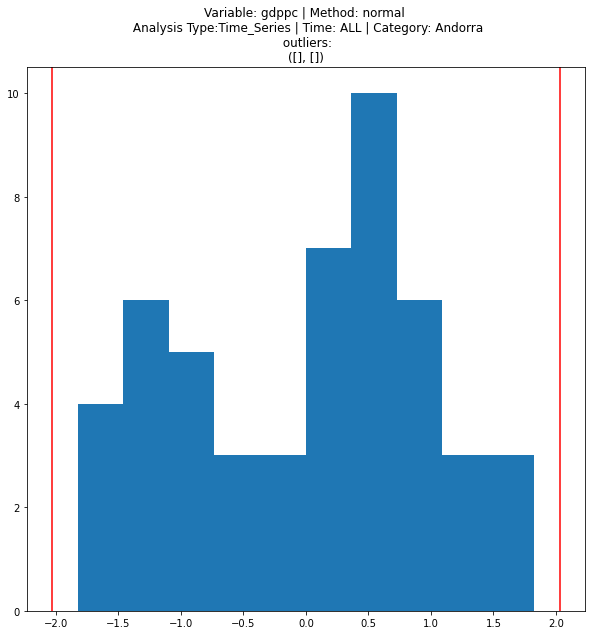 Variable: gdppc | Method: normal
Analysis Type:Time_Series | Time: ALL | Category: Andorra
outliers:
([], [])
10
8
6
4
2
0
−2.0 −1.5 −1.0 −0.5 0.0 0.5 1.0 1.5 2.0